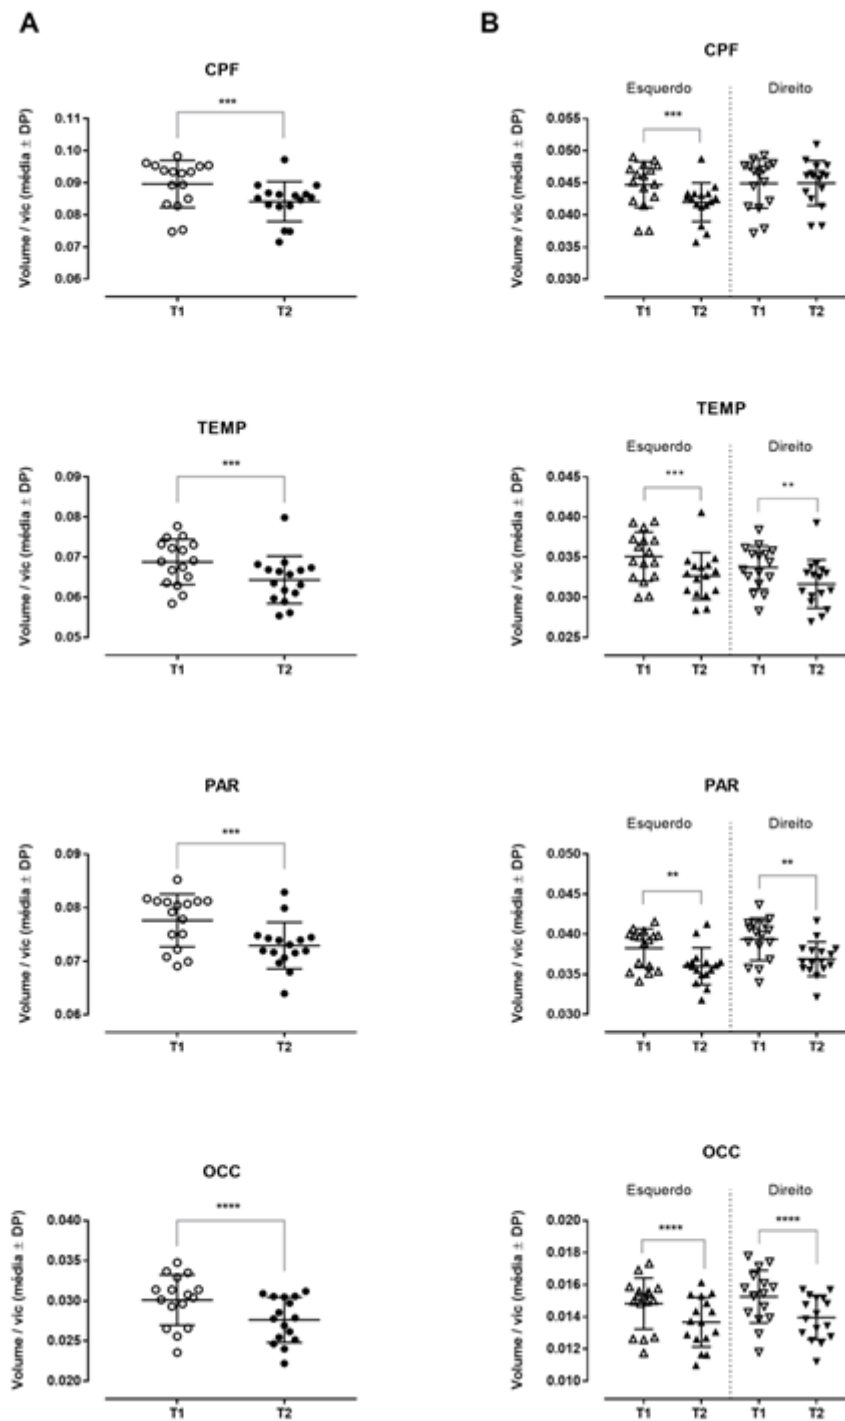 A
CPF
***
Volume / vic (média ± DP)
0.11
0.10
0.09
0.08
0.07
0.06
T1 T2
TEMP
***
Volume / vic (média ± DP)
0.09
0.08
0.07
0.06
0.05
T1 T2
PAR
***
Volume / vic (média ± DP)
0.09
0.08
0.07
0.06
T1 T2
OCC
****
Volume / vic (média ± DP)
0.040
0.035
0.030
0.025
0.020
T1 T2
B
CPF
Esquerdo Direito
***
Volume / vic (média ± DP)
0.055
0.050
0.045
0.040
0.035
0.030
T1 T2 T1 T2
TEMP
Esquerdo Direito
*** **
Volume / vic (média ± DP)
0.045
0.040
0.035
0.030
0.025
T1 T2 T1 T2
PAR
Esquerdo Direito
** **
Volume / vic (média ± DP)
0.050
0.045
0.040
0.035
0.030
T1 T2 T1 T2
OCC
Esquerdo Direito
**** ****
Volume / vic (média ± DP)
0.020
0.018
0.016
0.014
0.012
0.010
T1 T2 T1 T2